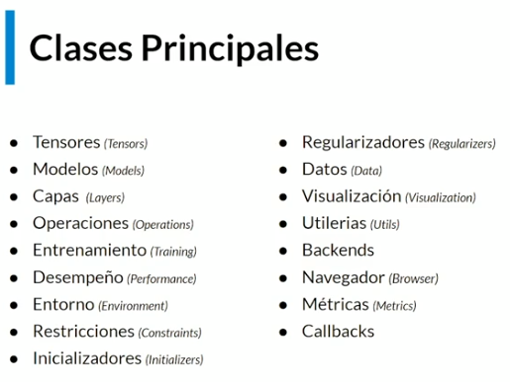 Clases Principales
• Tensores (Tensors)
• Modelos (Models)
• Capas (Layers)
• Operaciones (Operations)
• Entrenamiento (Training)
• Desempeño (Performance)
• Entorno (Environment)
• Restricciones (Constraints)
• Inicializadores (Initializers)
• Regularizadores (Regularizers)
• Datos (Data)
• Visualización (Visualization)
• Utilerias (Utils)
• Backends
• Navegador (Browser)
• Métricas (Metrics)
• Callbacks